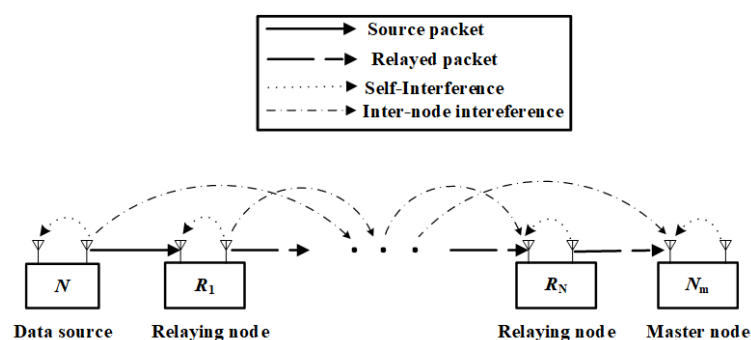 Source packet
Relayed packet
Self-Interference
Inter-node intereference
N R1 RN Nm
Data source Relaying node Relaying node Master node